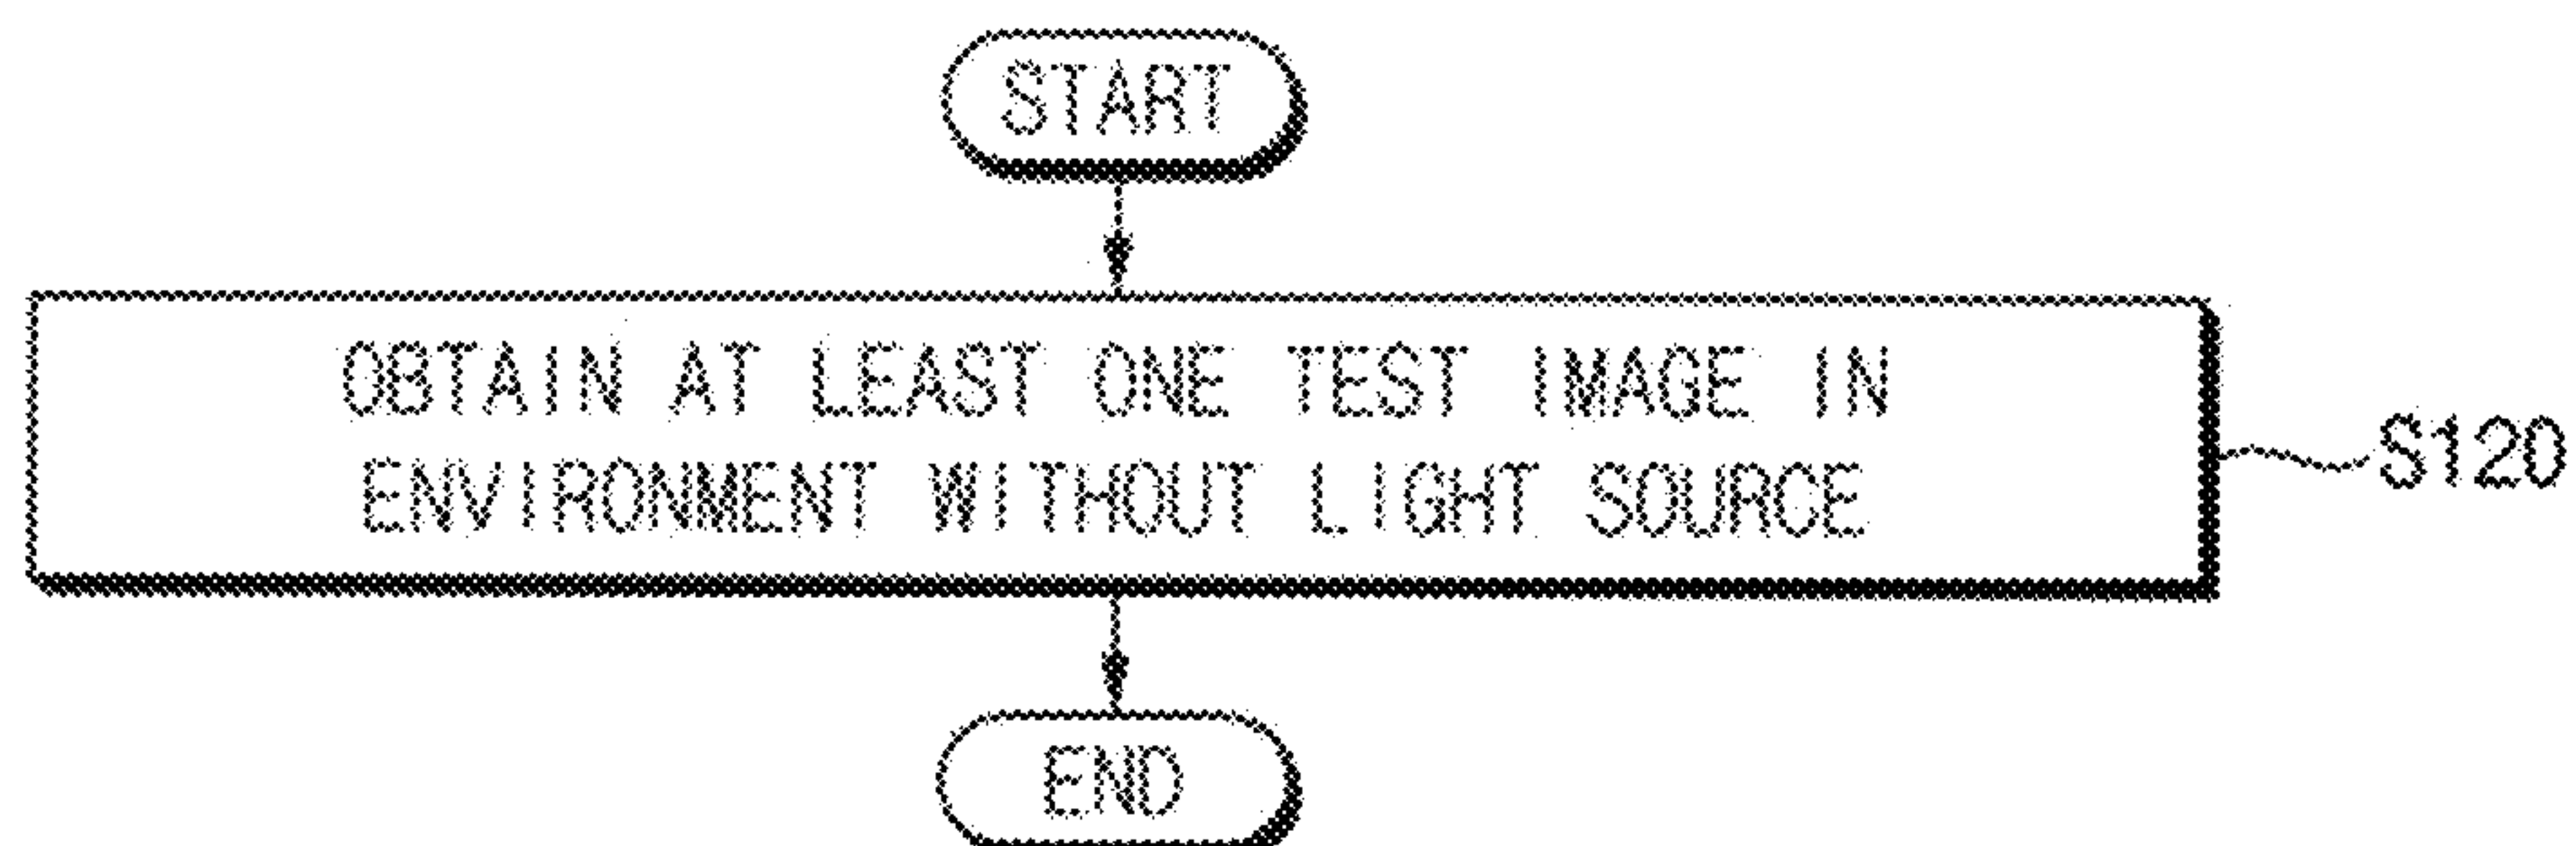 START
OBTAIN AT LEAST ONE TEST IMAGE IN
ENVIRONMENT WITHOUT LIGHT SOURCE
S120
END